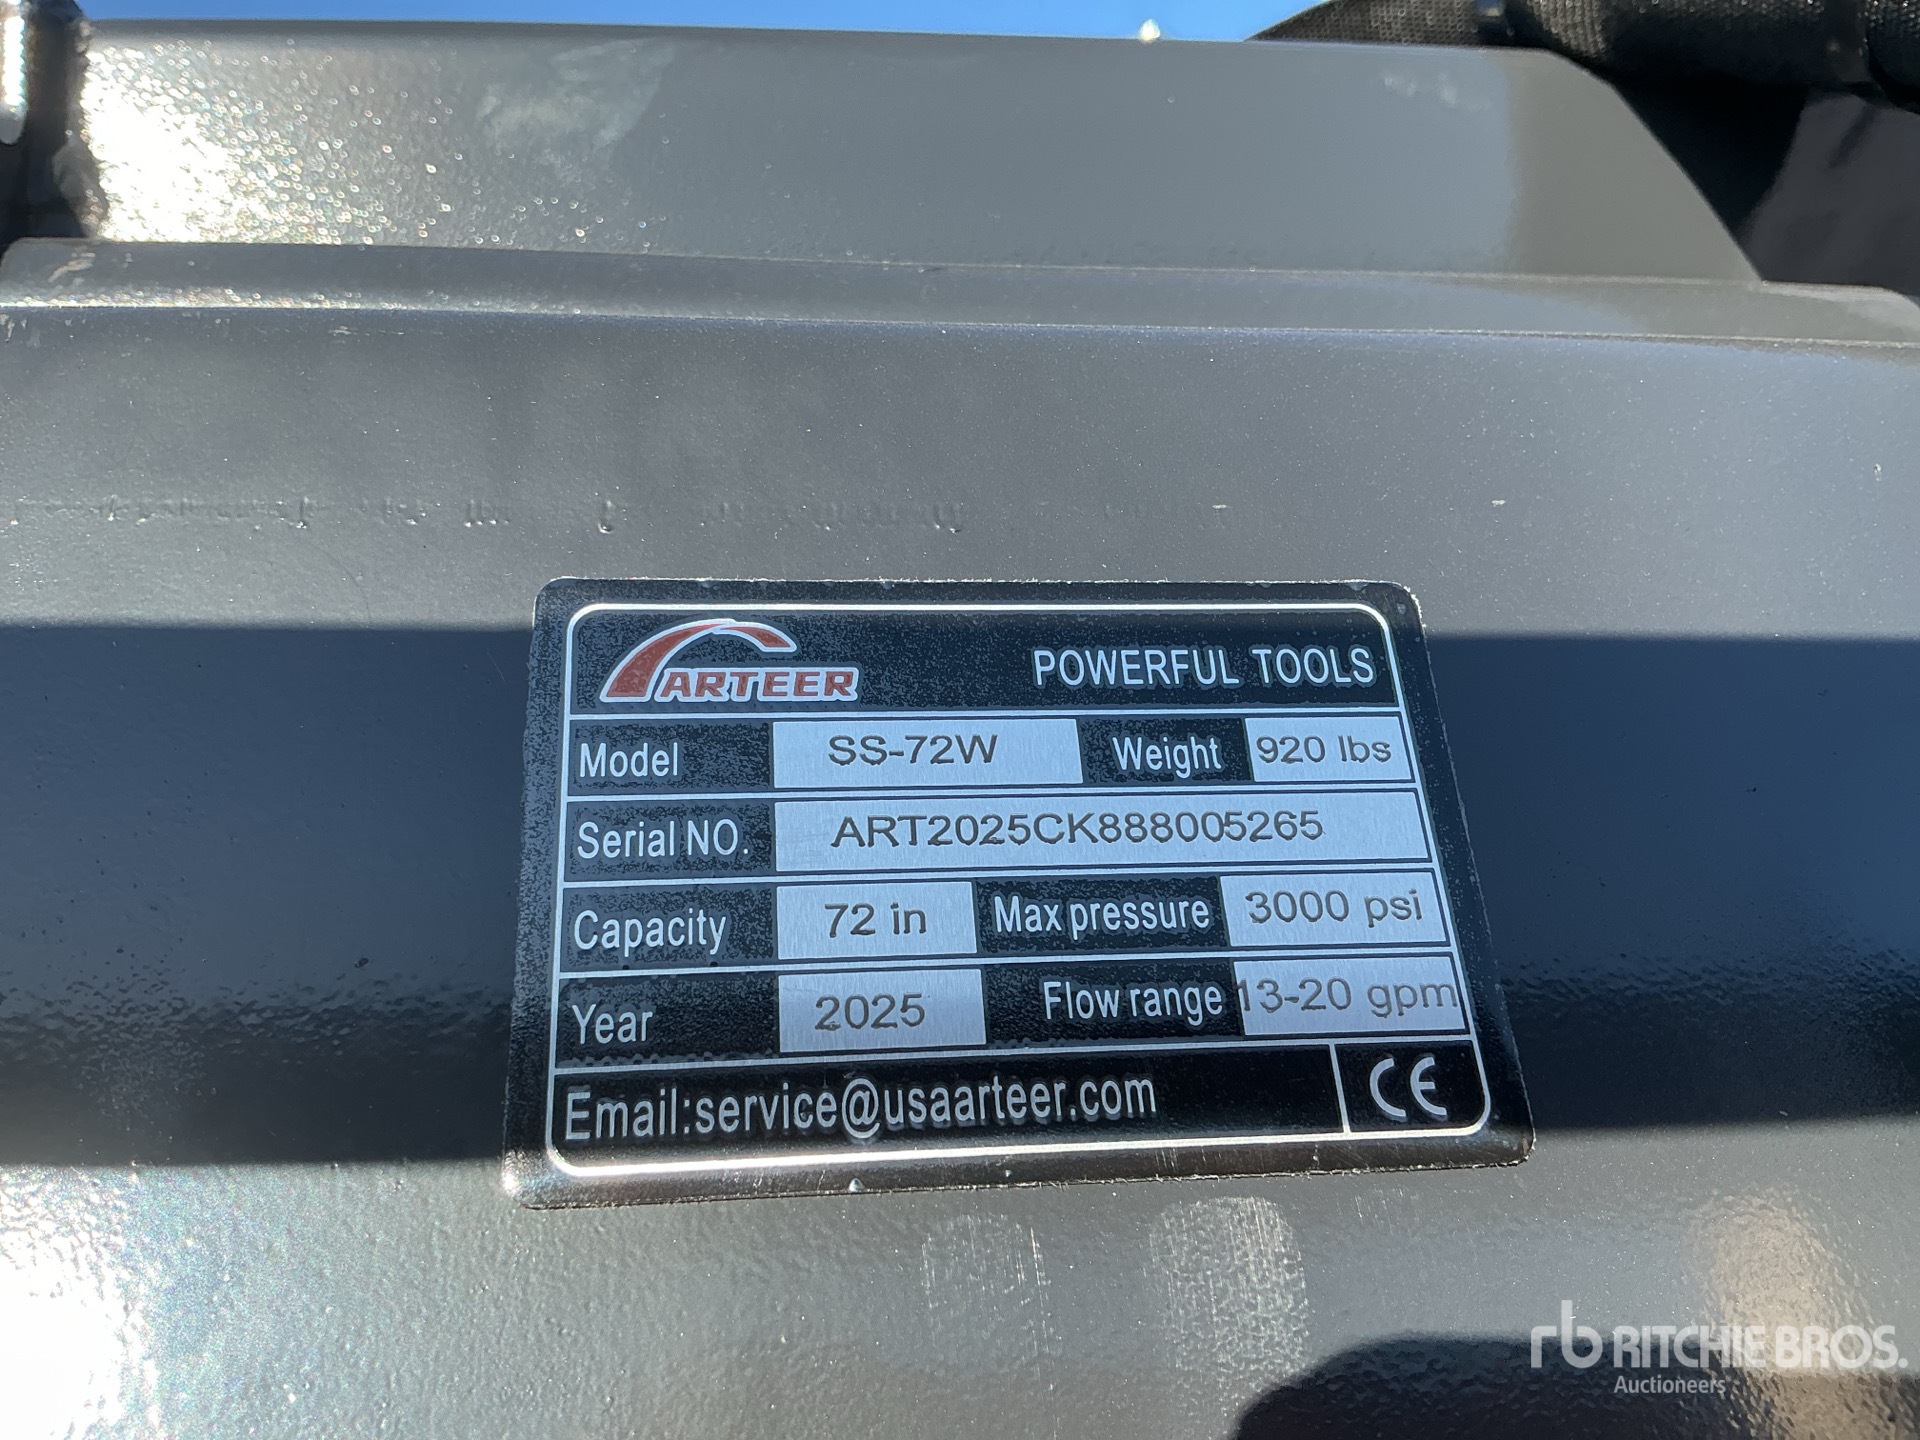 ARTEER POWERFUL TOOLS
Model SS-72W Weight 920 lbs
Serial NO. ART2025CK888005265
Capacity 72 in Max pressure 3000 psi
Year 2025 Flow range 13-20 gpm
Email:service@usaarteer.com CE
rb RITCHIE BROS.
Auctioneers